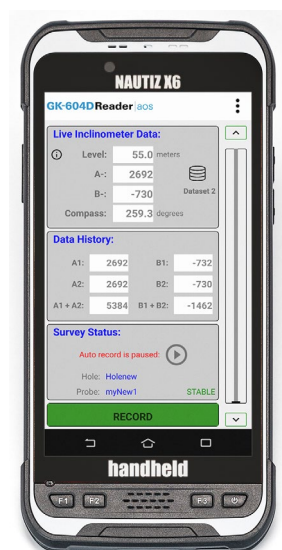 NAUTIZ X6
GK-604D Reader aos
Live Inclinometer Data:
Level: 55.0 meters
A-: 2692
B-: -730 Dataset 2
Compass: 259.3 degrees
Data History:
A1: 2692 B1: -732
A2: 2692 B2: -730
A1 + A2: 5384 B1 + B2: -1462
Survey Status:
Auto record is paused:
Hole: Holenew
Probe: myNew1 STABLE
RECORD
handheld
F1 F2 F3